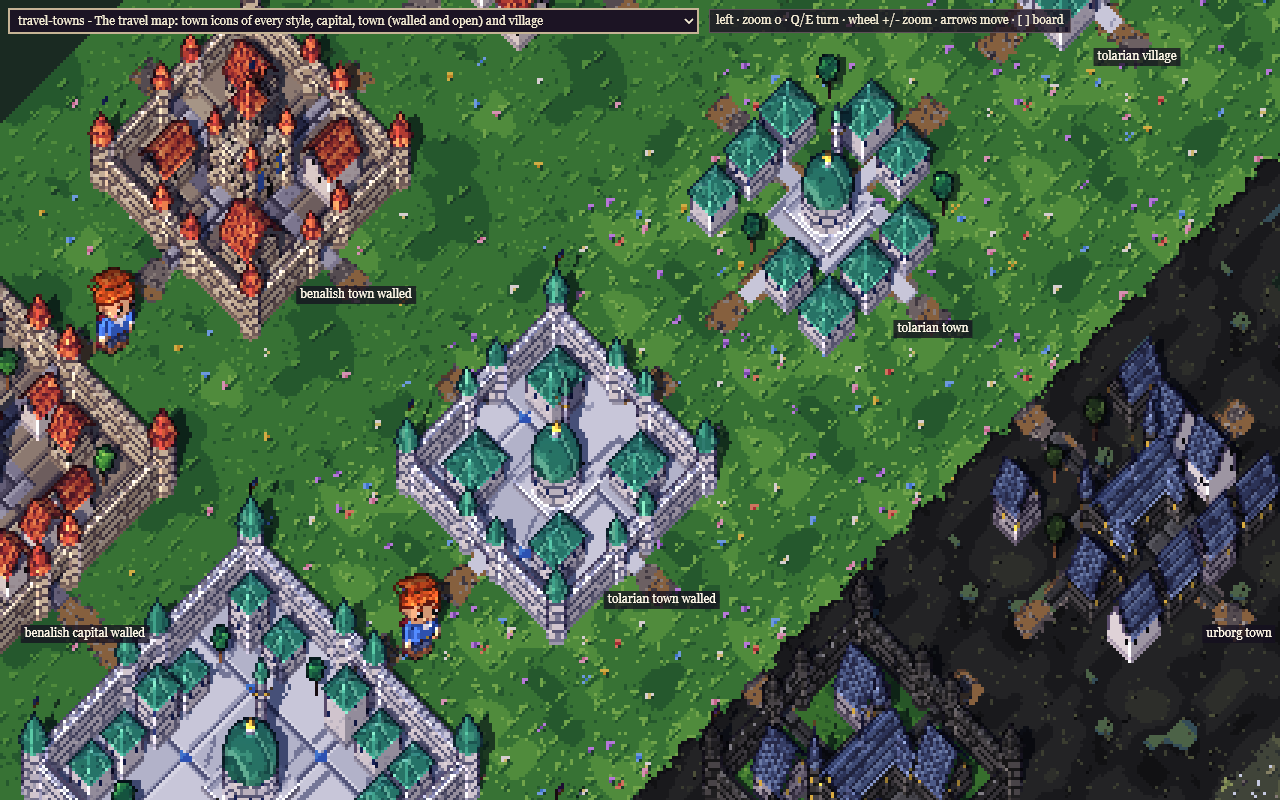 travel-towns - The travel map: town icons of every style, capital, town (walled and open) and village
left · zoom 0 · Q/E turn · wheel +/- zoom · arrows move · [ ] board
tolarian village
benalish town walled
tolarian town
tolarian town walled
benalish capital walled
urborg town